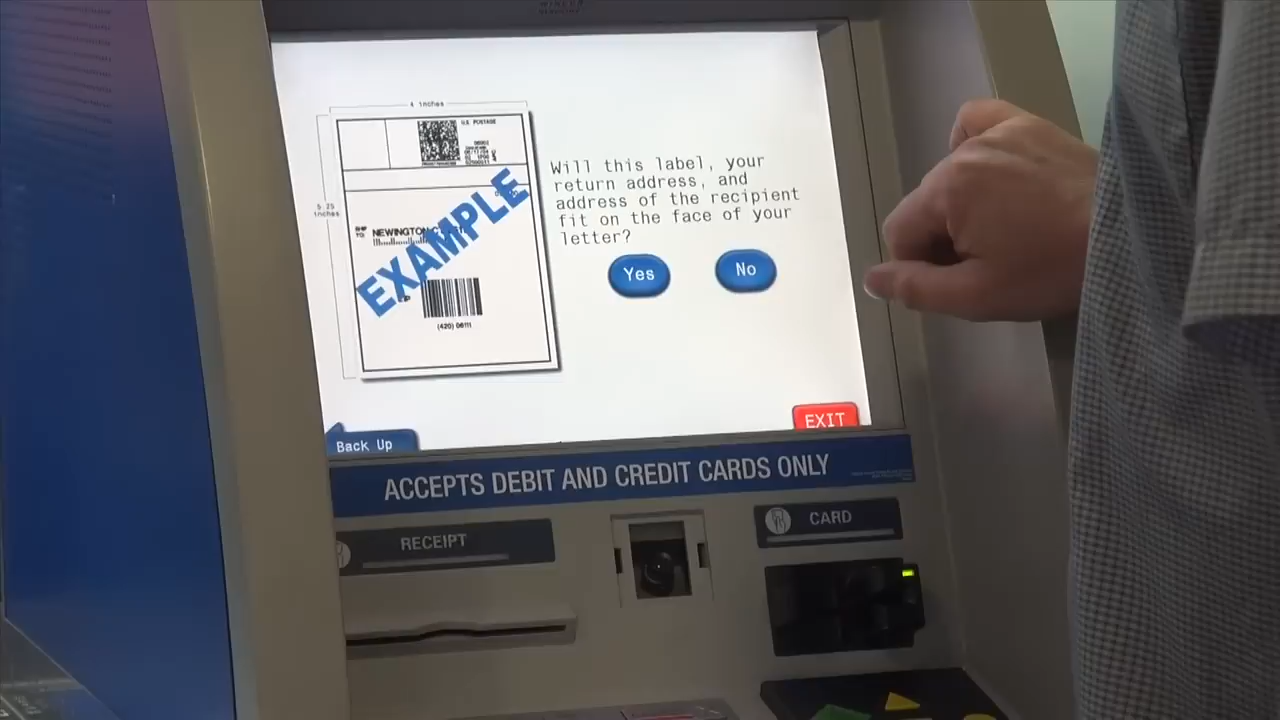 4 inches
U.S. POSTAGE
5.25
inches
SHIP
TO:
NEWINGTON
EXAMPLE
(420) 06111
Will this label, your
return address, and
address of the recipient
fit on the face of your
letter?
Yes
No
Back Up
EXIT
ACCEPTS DEBIT AND CREDIT CARDS ONLY
RECEIPT
CARD